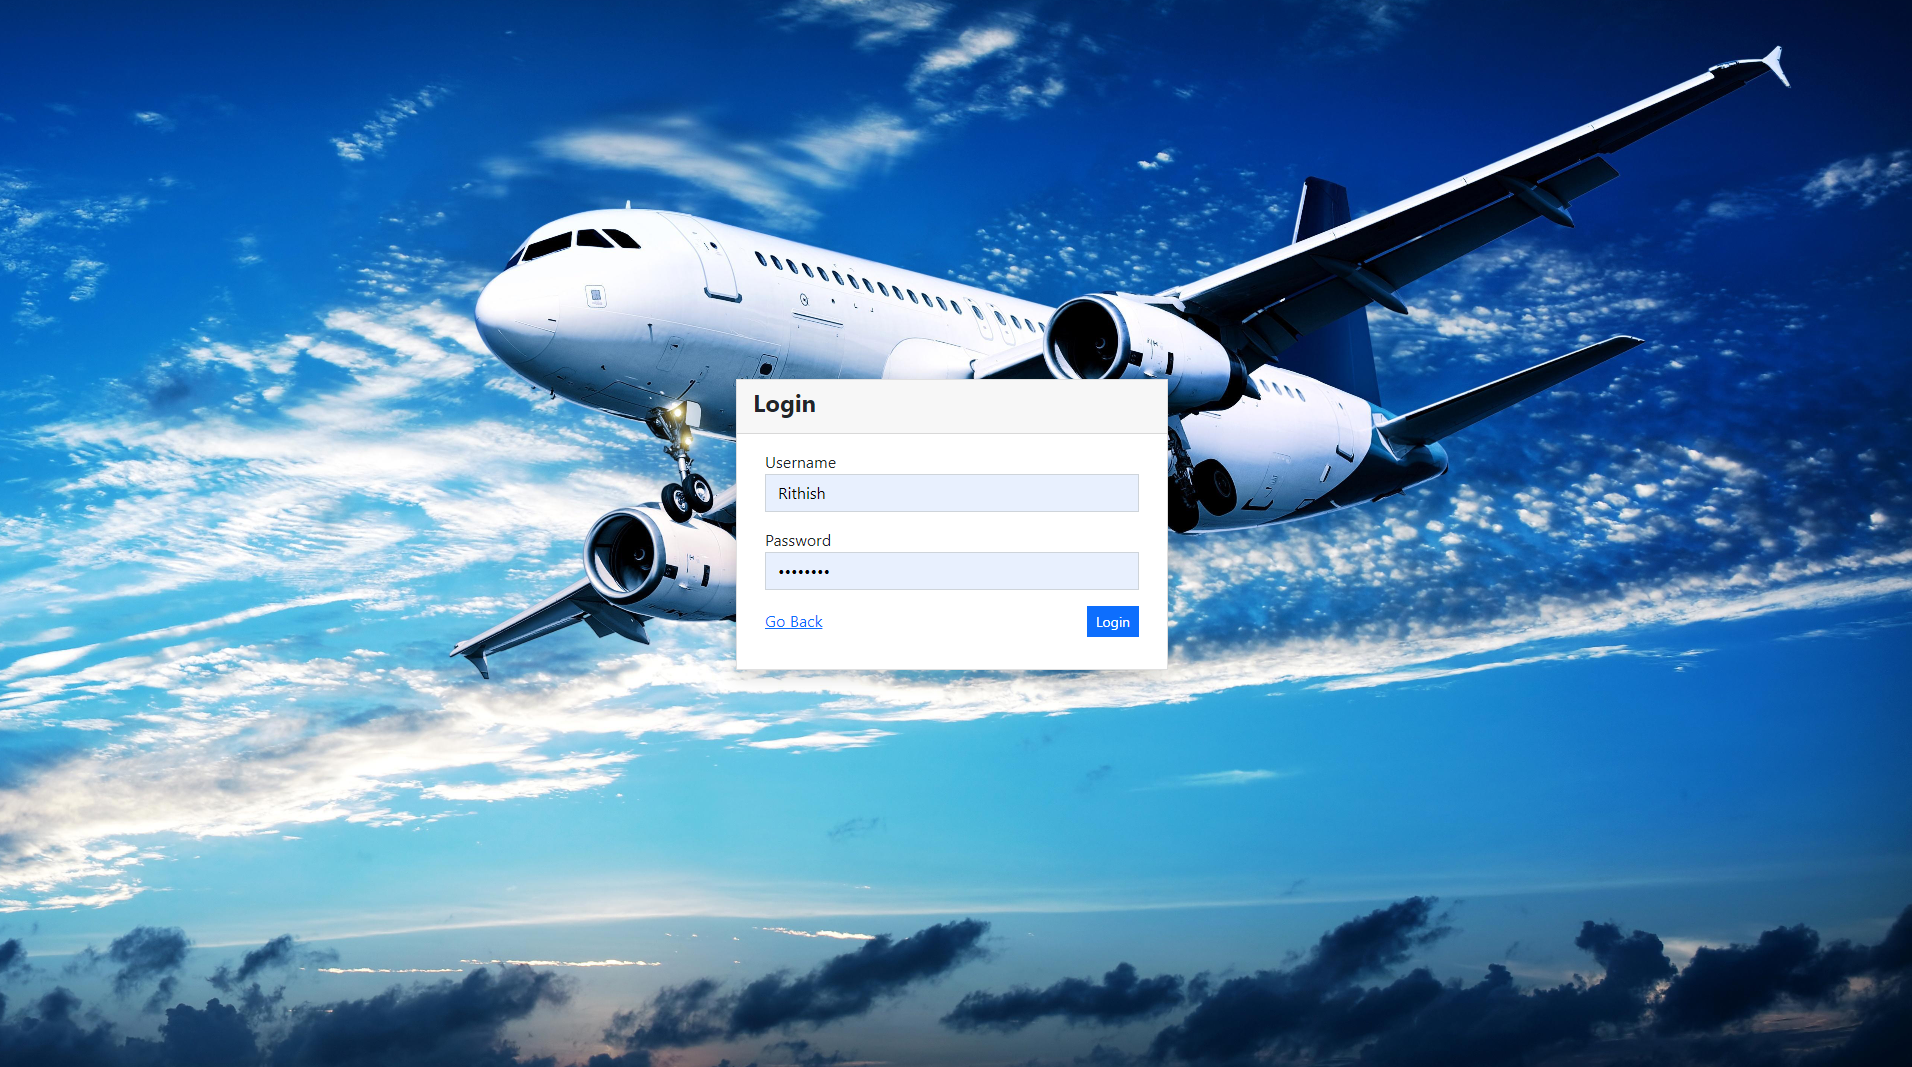 Login
Username
Rithish
Password
••••••••
Go Back
Login